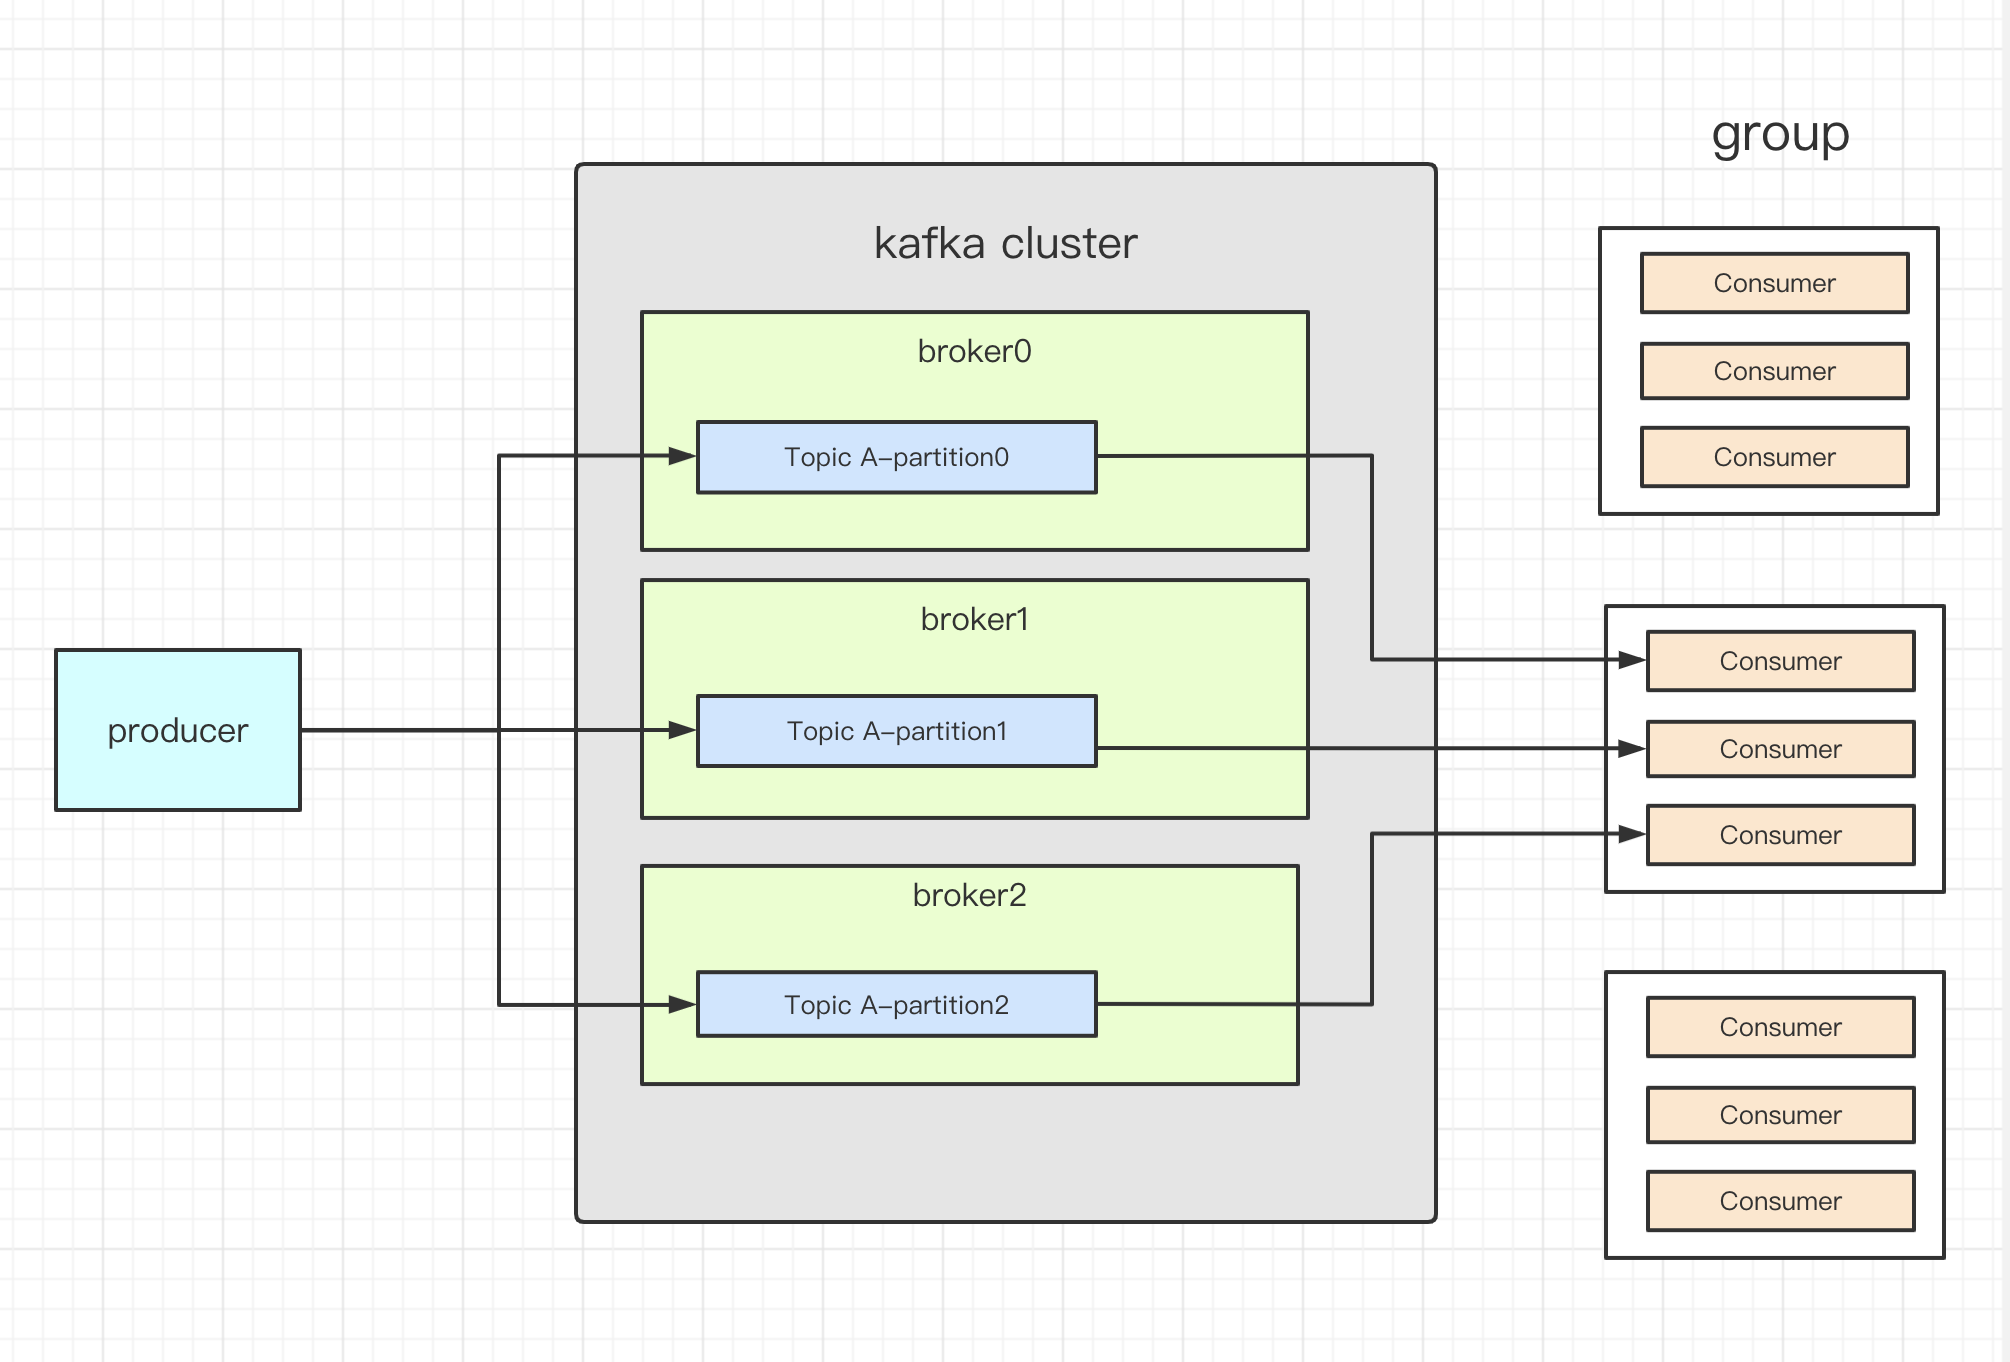 group
kafka cluster
Consumer
broker0
Consumer
Topic A-partition0
Consumer
broker1
Consumer
producer
Topic A-partition1
Consumer
Consumer
broker2
Topic A-partition2
Consumer
Consumer
Consumer